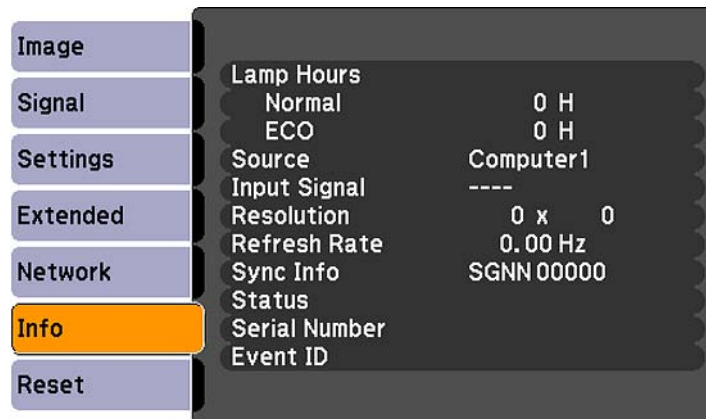 Image
Signal
Settings
Extended
Network
Info
Reset
Lamp Hours
Normal 0 H
ECO 0 H
Source Computer1
Input Signal ----
Resolution 0 x 0
Refresh Rate 0.00 Hz
Sync Info SGNN 00000
Status
Serial Number
Event ID